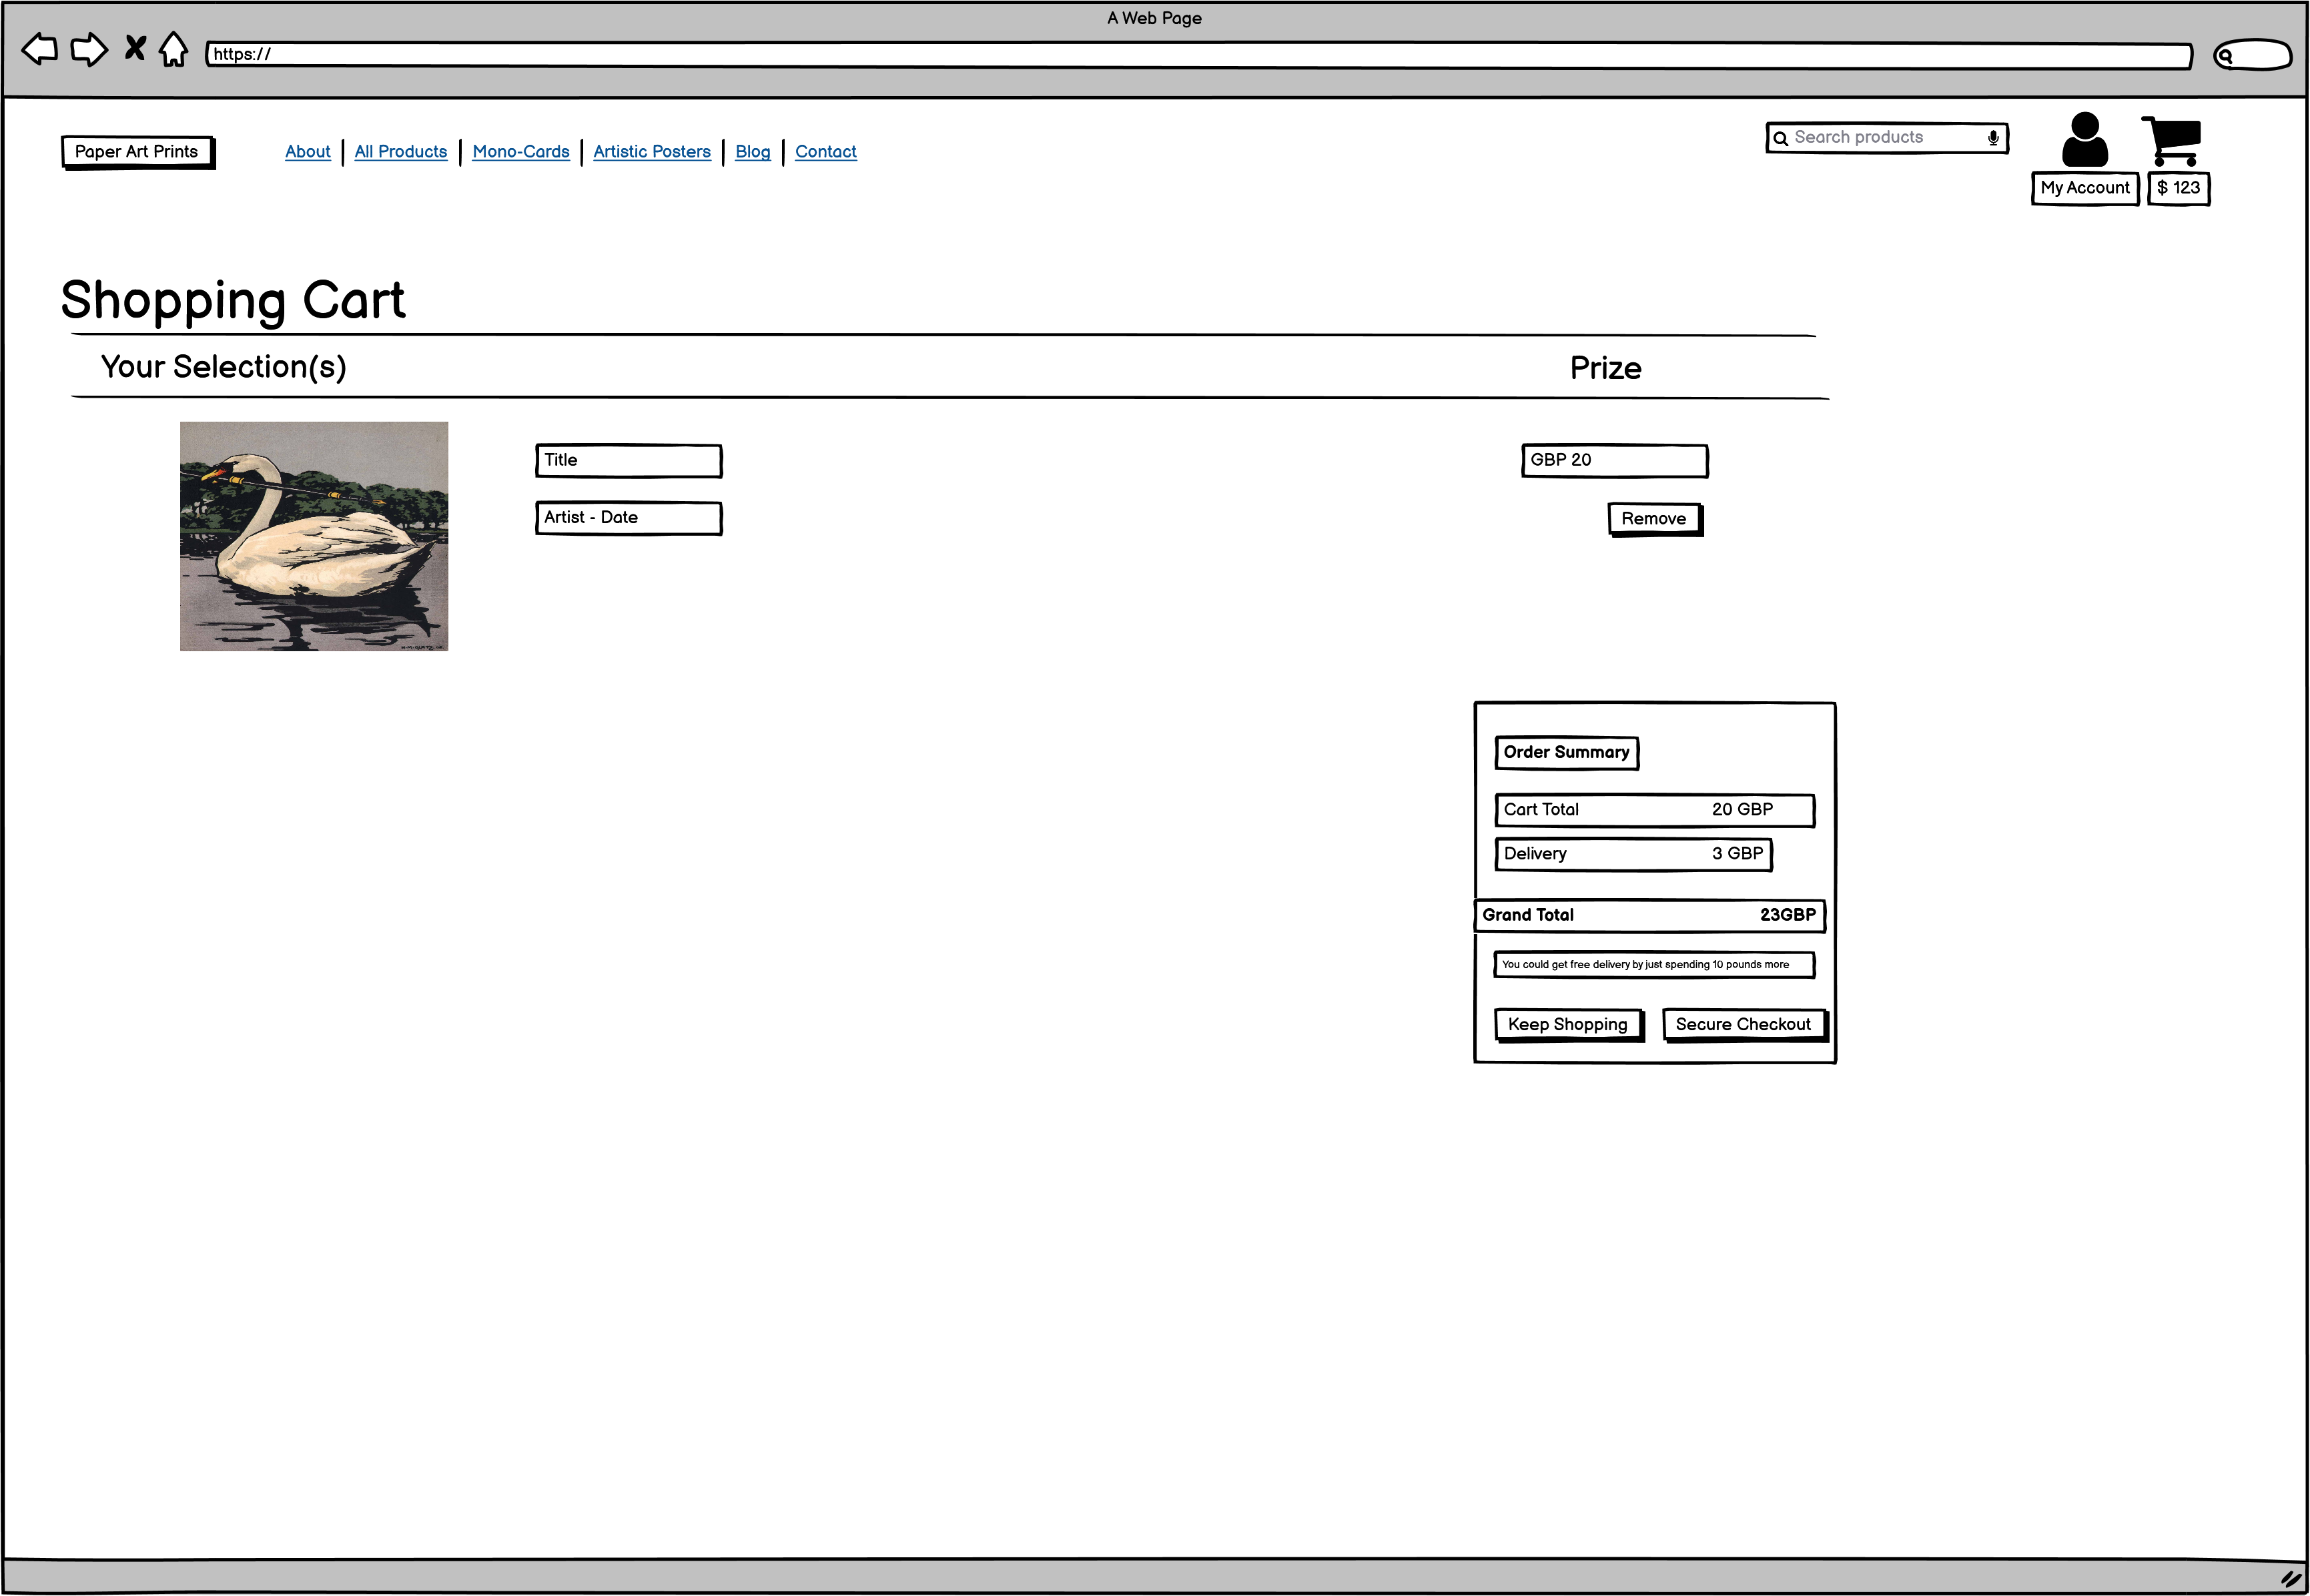 A Web Page
https://
Paper Art Prints
About All Products Mono-Cards Artistic Posters Blog Contact
Search products
My Account
$ 123
Shopping Cart
Your Selection(s) Prize
Title GBP 20
Artist - Date Remove
Order Summary
Cart Total 20 GBP
Delivery 3 GBP
Grand Total 23GBP
You could get free delivery by just spending 10 pounds more
Keep Shopping Secure Checkout